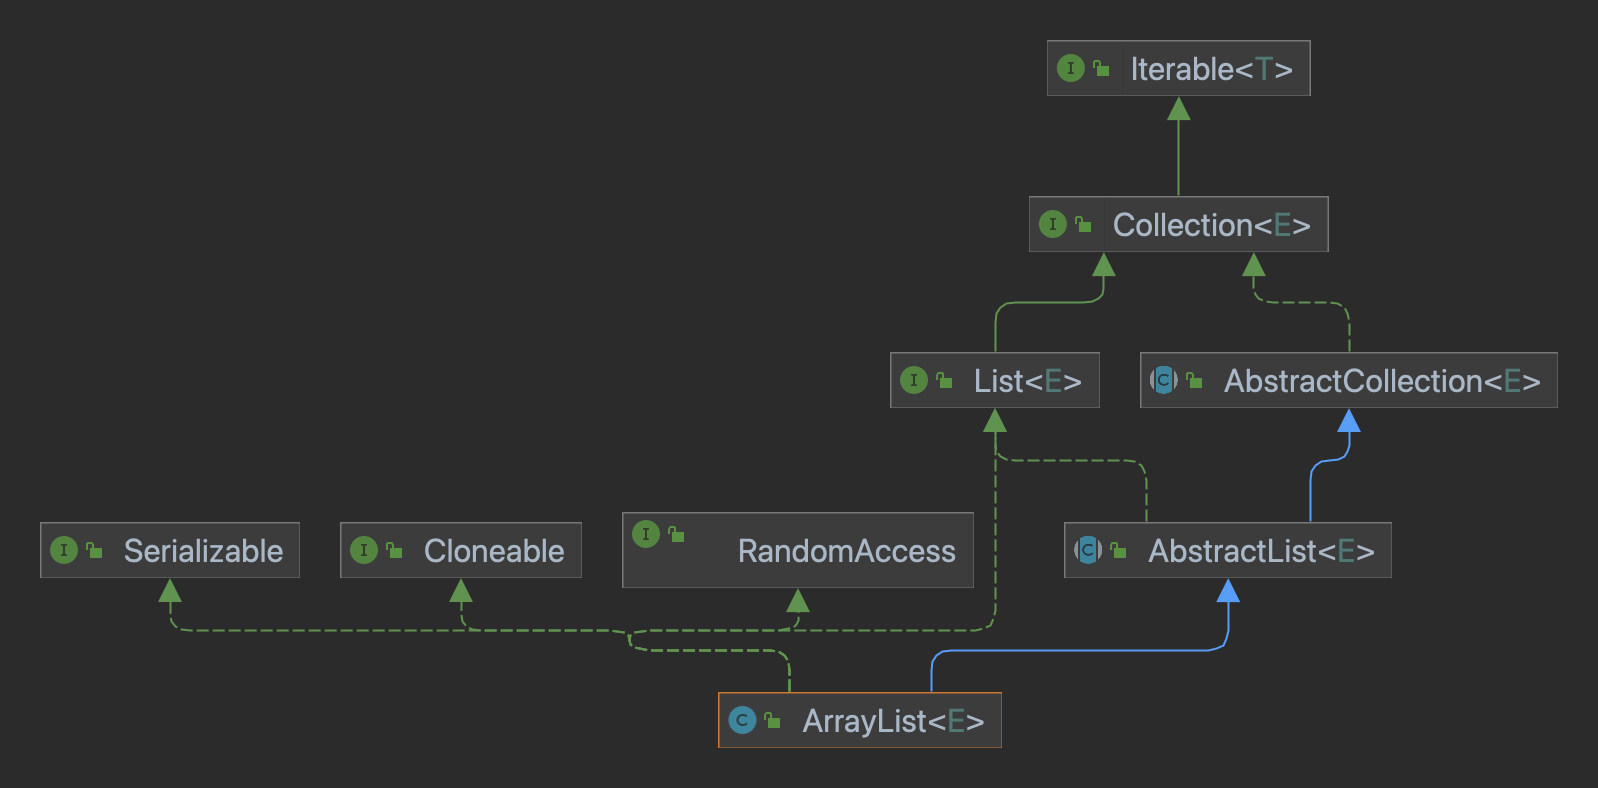 Iterable<T>
Collection<E>
List<E>
AbstractCollection<E>
Serializable
Cloneable
RandomAccess
AbstractList<E>
ArrayList<E>